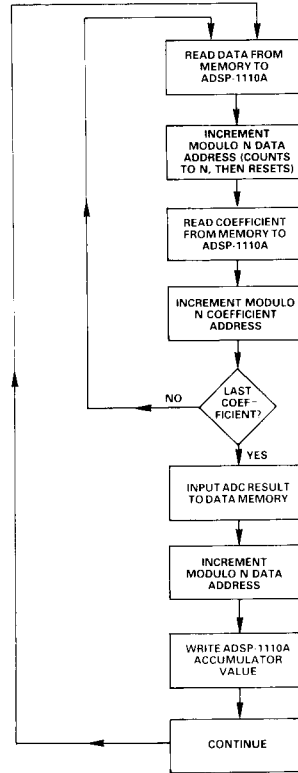 READ DATA FROM
MEMORY TO
ADSP-1110A
INCREMENT
MODULO N DATA
ADDRESS (COUNTS
TO N, THEN RESETS)
READ COEFFICIENT
FROM MEMORY TO
ADSP-1110A
INCREMENT MODULO
N COEFFICIENT
ADDRESS
LAST
COEF-
FICIENT?
NO
YES
INPUT ADC RESULT
TO DATA MEMORY
INCREMENT
MODULO N DATA
ADDRESS
WRITE ADSP-1110A
ACCUMULATOR
VALUE
CONTINUE